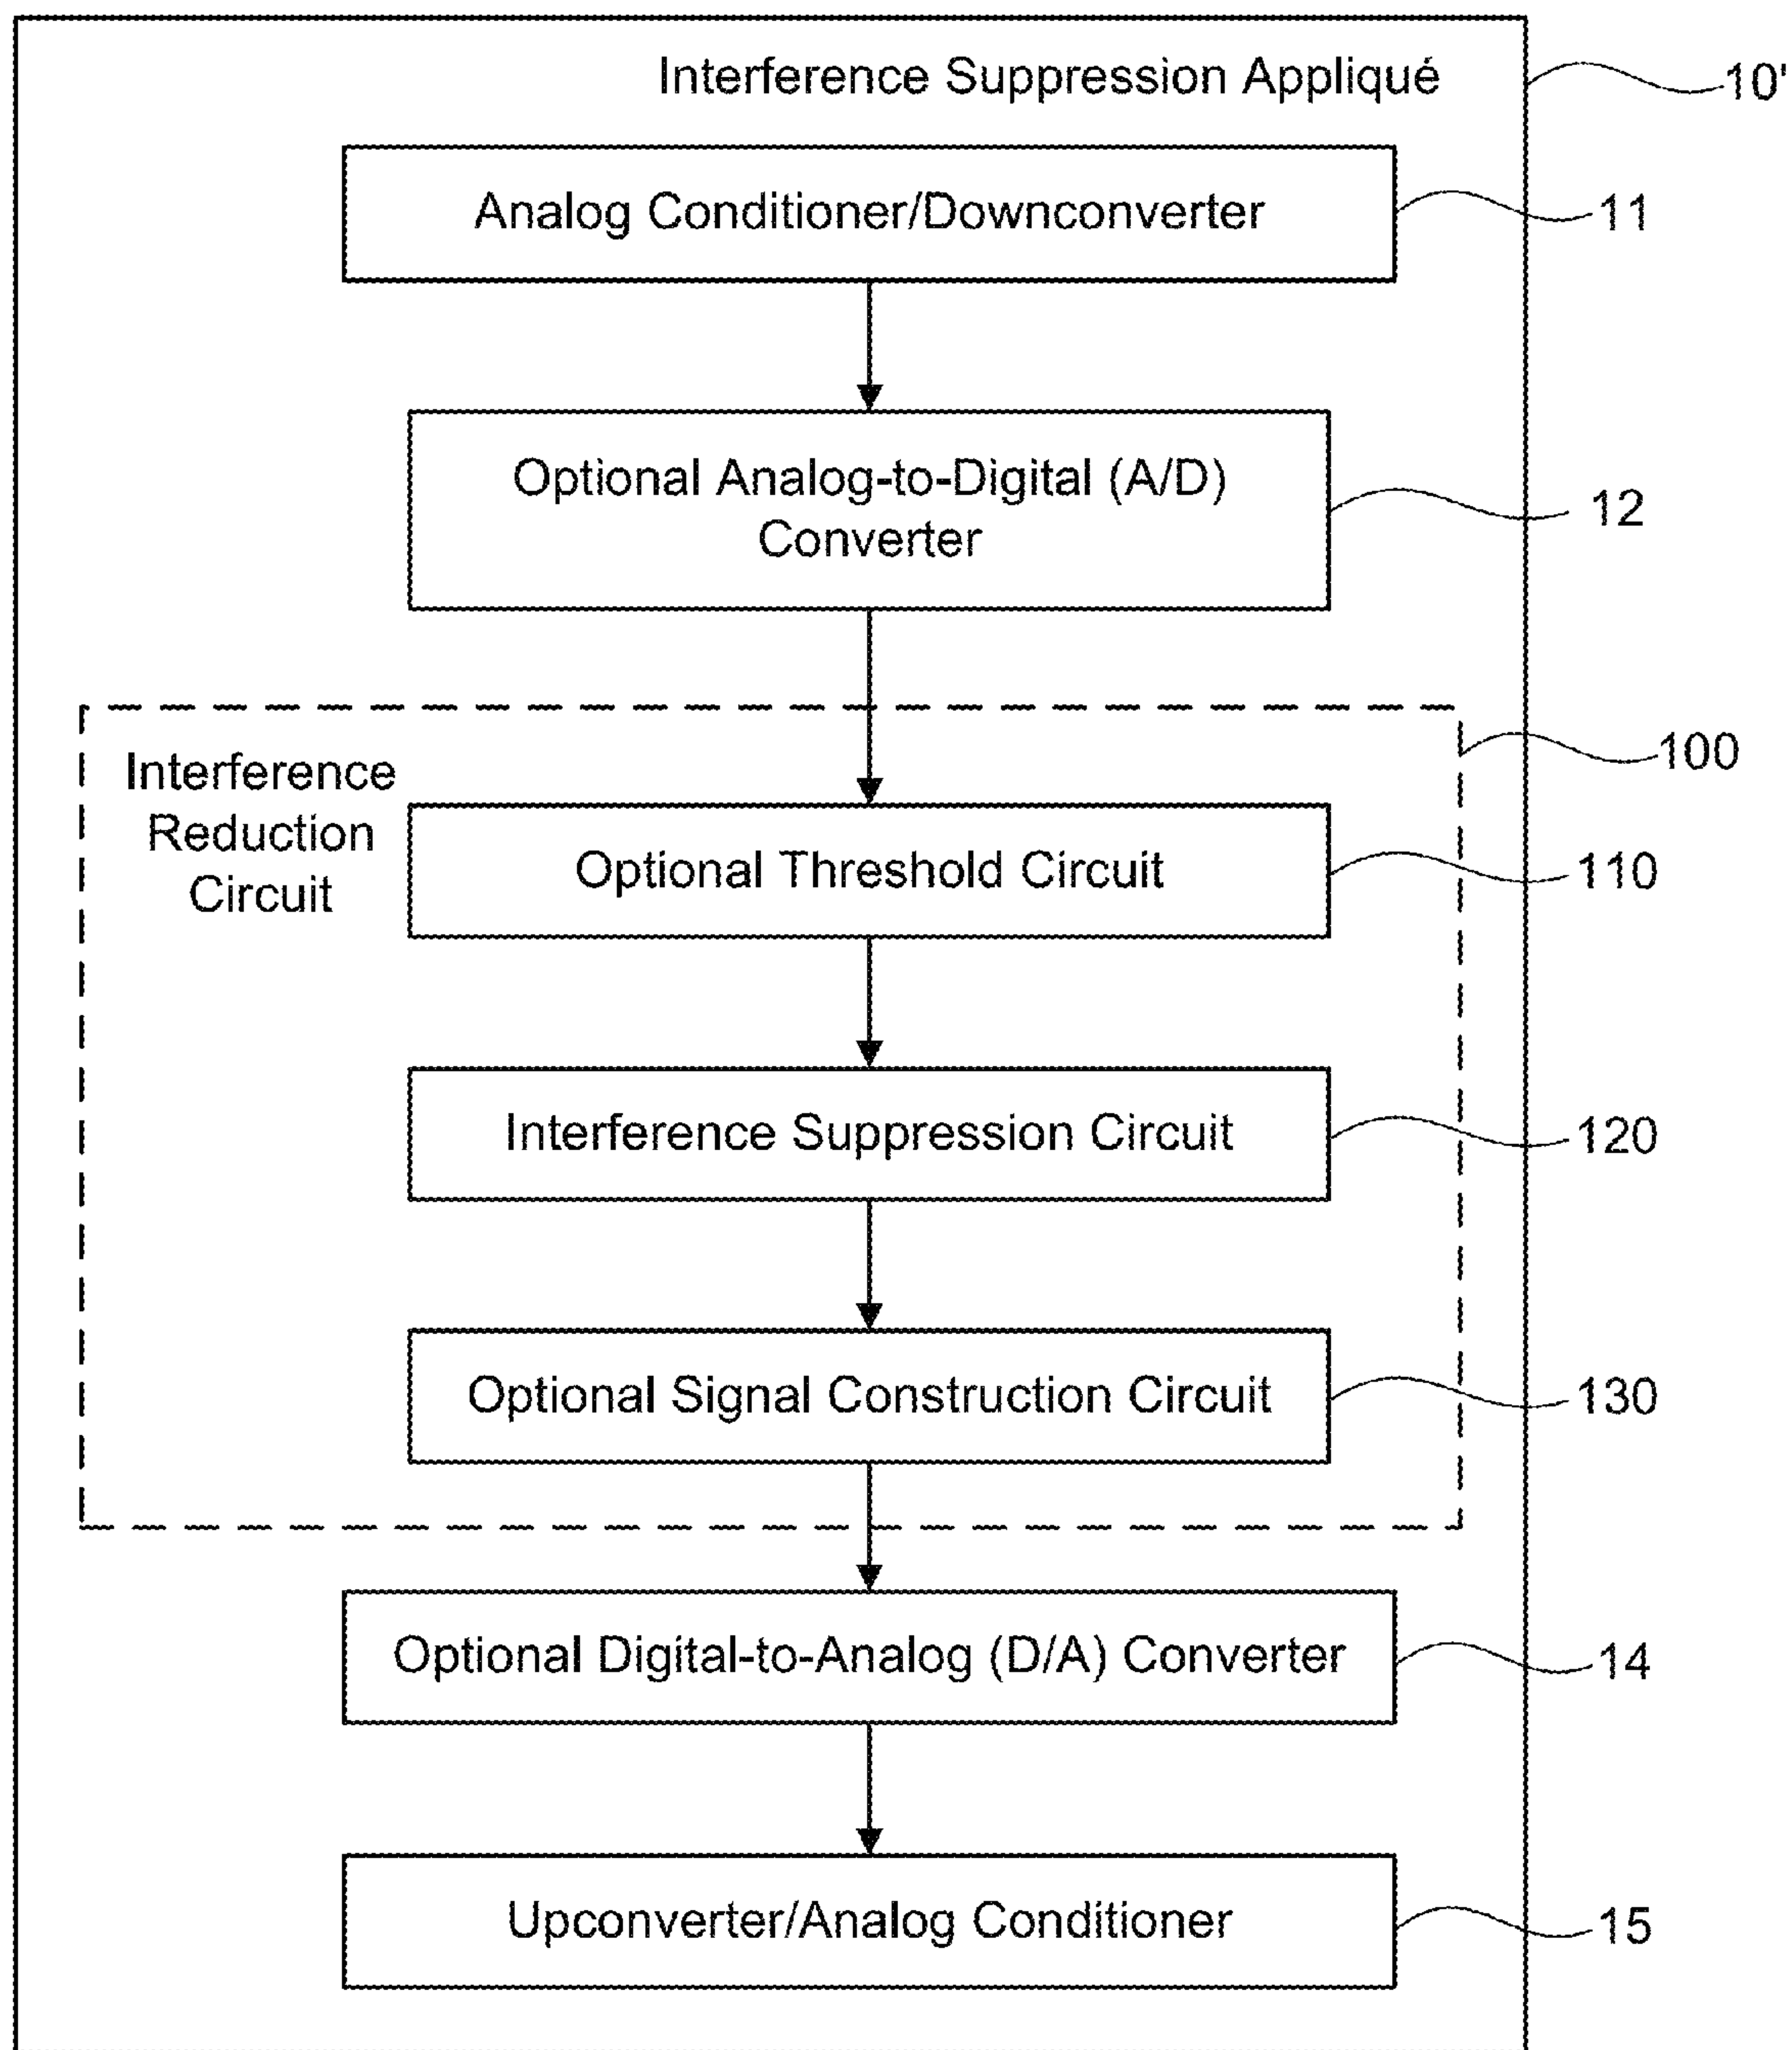 Interference Suppression Appliqué
10'
Analog Conditioner/Downconverter
11
Optional Analog-to-Digital (A/D)
Converter
12
Interference
Reduction
Circuit
100
Optional Threshold Circuit
110
Interference Suppression Circuit
120
Optional Signal Construction Circuit
130
Optional Digital-to-Analog (D/A) Converter
14
Upconverter/Analog Conditioner
15